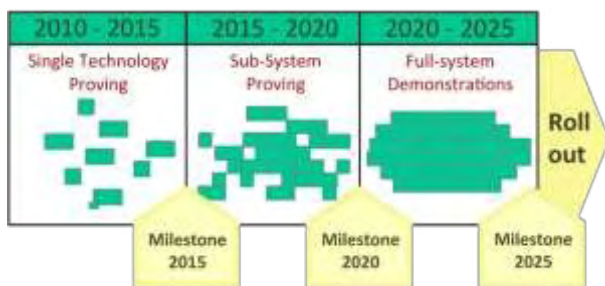 2010 - 2015
2015 - 2020
2020 - 2025
Single Technology
Proving
Sub-System
Proving
Full-system
Demonstrations
Roll
out
Milestone
2015
Milestone
2020
Milestone
2025